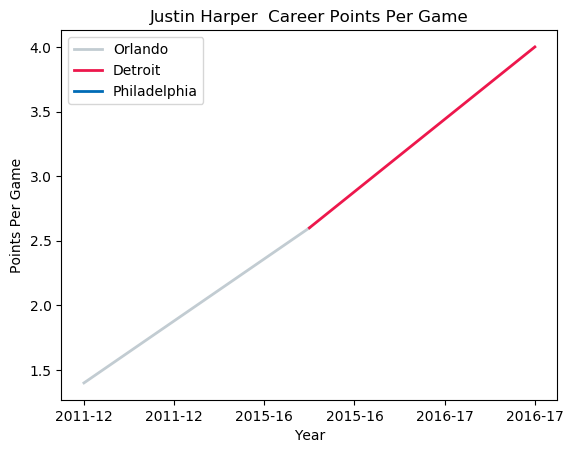 Justin Harper  Career Points Per Game
Orlando
Detroit
Philadelphia
4.0
3.5
3.0
2.5
2.0
1.5
Points Per Game
2011-12 2011-12 2015-16 2015-16 2016-17 2016-17
Year